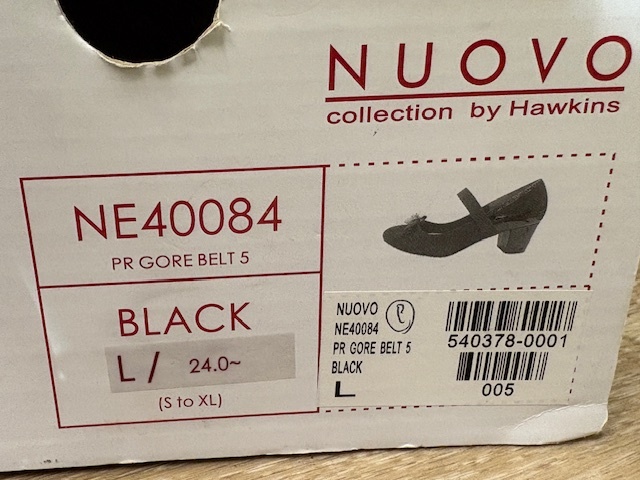 NUOVO
collection by Hawkins
NE40084
PR GORE BELT 5
BLACK
L / 24.0~
(S to XL)
NUOVO
NE40084
PR GORE BELT 5
BLACK
L
540378-0001
005